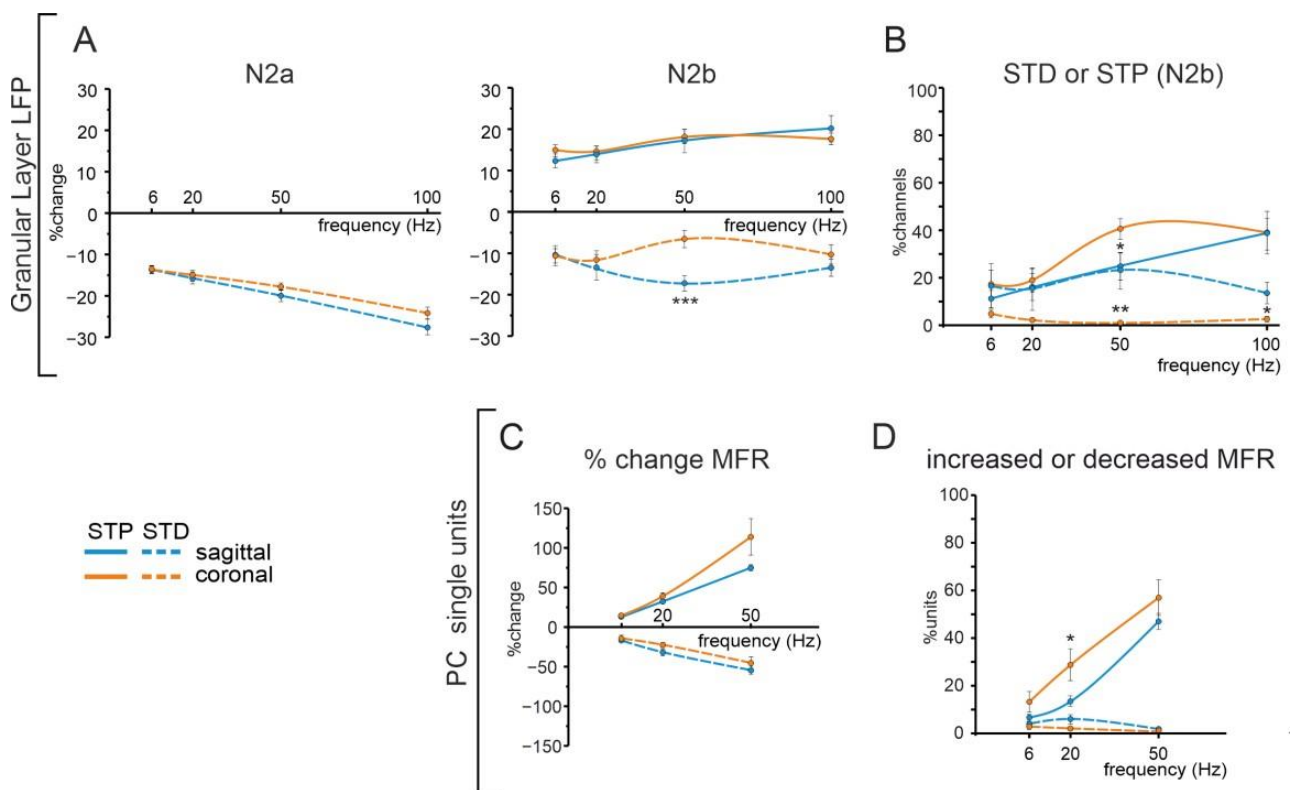 A
B
N2a
N2b
STD or STP (N2b)
Granular Layer LFP
%change
30
20
10
0
−10
−20
−30
6
20
50
100
frequency (Hz)
30
20
10
0
−10
−20
−30
6
20
50
100
frequency (Hz)
***
%channels
100
80
60
40
20
0
*
**
*
6
20
50
100
frequency (Hz)
C
D
% change MFR
increased or decreased MFR
PC single units
STP STD
sagittal
coronal
%change
150
100
50
0
−50
−100
−150
20
50
frequency (Hz)
%units
100
80
60
40
20
0
*
6
20
50
frequency (Hz)